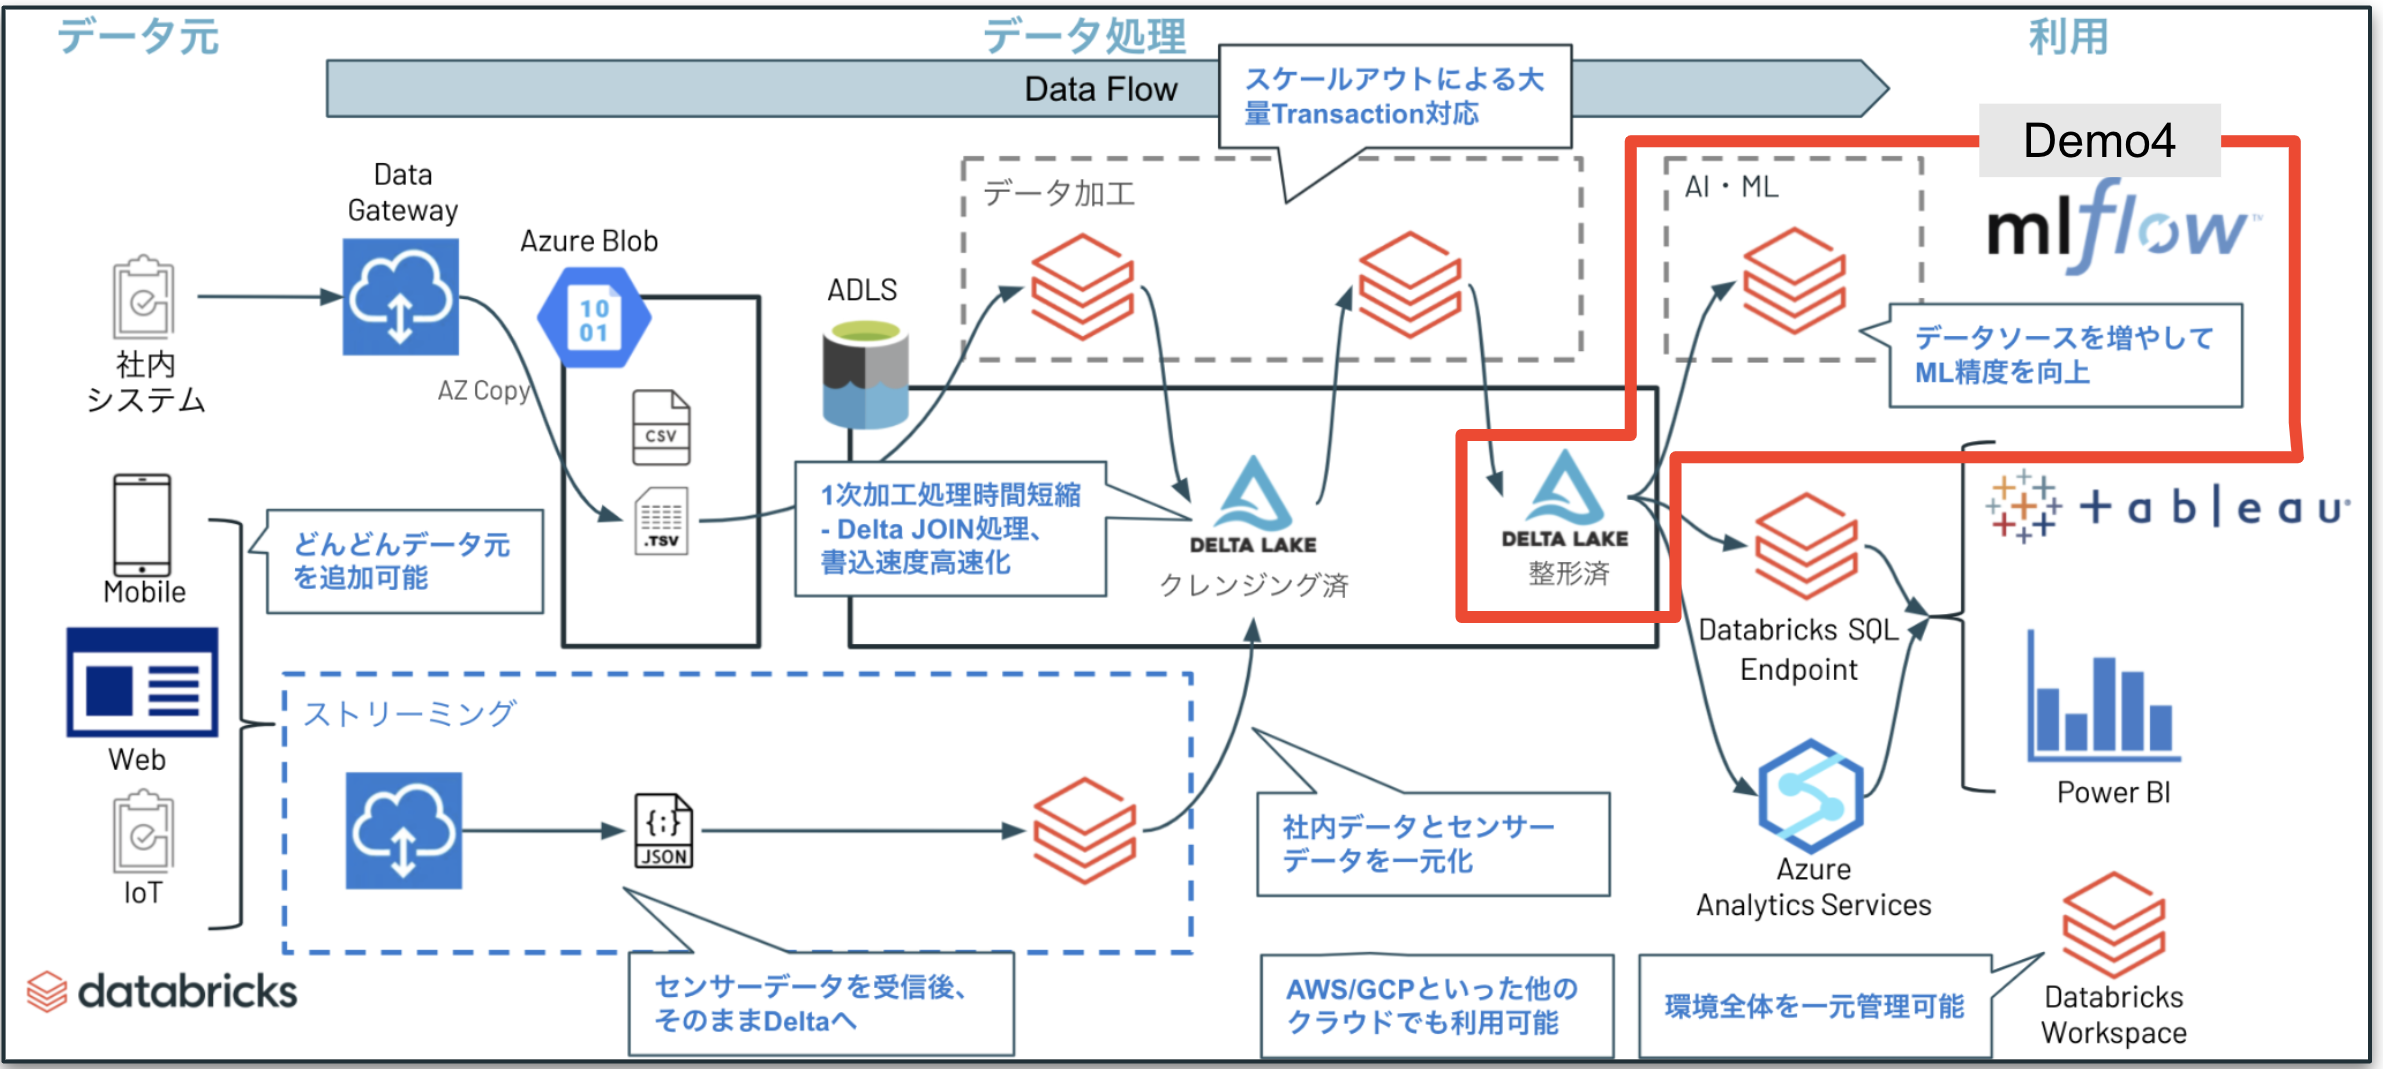 データ元
データ処理
利用
Data Flow
スケールアウトによる大
量Transaction対応
Demo4
Data
Gateway
Azure Blob
10
01
ADLS
データ加工
AI・ML
mlflow™
社内
システム
AZ Copy
CSV
.TSV
データソースを増やして
ML精度を向上
Mobile
どんどんデータ元
を追加可能
1次加工処理時間短縮
- Delta JOIN処理、
書込速度高速化
DELTA LAKE
クレンジング済
DELTA LAKE
整形済
+ableau
Databricks SQL
Endpoint
Web
ストリーミング
Power BI
IoT
{;}
JSON
社内データとセンサー
データを一元化
Azure
Analytics Services
databricks
センサーデータを受信後、
そのままDeltaへ
AWS/GCPといった他の
クラウドでも利用可能
環境全体を一元管理可能
Databricks
Workspace